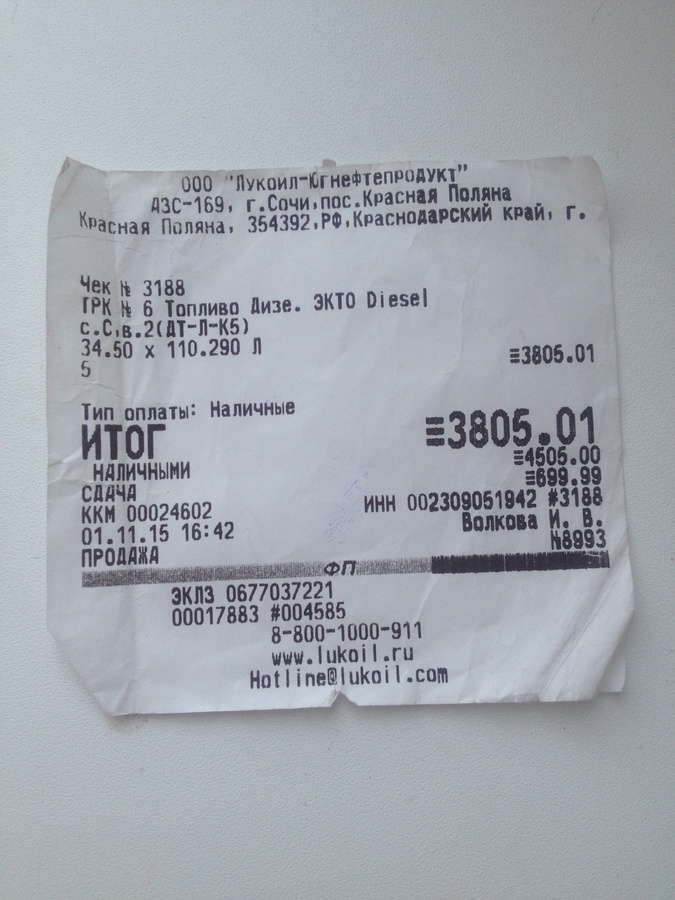 ООО "Лукоил-Югнефтепродукт"
АЗС-169, г.Сочи,пос.Красная Поляна
Красная Поляна, 354392,РФ,Краснодарский край, г.
Чек № 3188
ТРК № 6 Топливо Дизе. ЭКТО Diesel
с.С,в.2(ДТ-Л-К5)
34.50 x 110.290 Л ≡3805.01
5
Тип оплаты: Наличные
ИТОГ ≡3805.01
НАЛИЧНЫМИ ≡4505.00
СДАЧА ≡699.99
ККМ 00024602 ИНН 002309051942 #3188
01.11.15 16:42 Волкова И. В.
ПРОДАЖА №8993
ФП
ЭКЛЗ 0677037221
00017883 #004585
8-800-1000-911
www.lukoil.ru
Hotline@lukoil.com